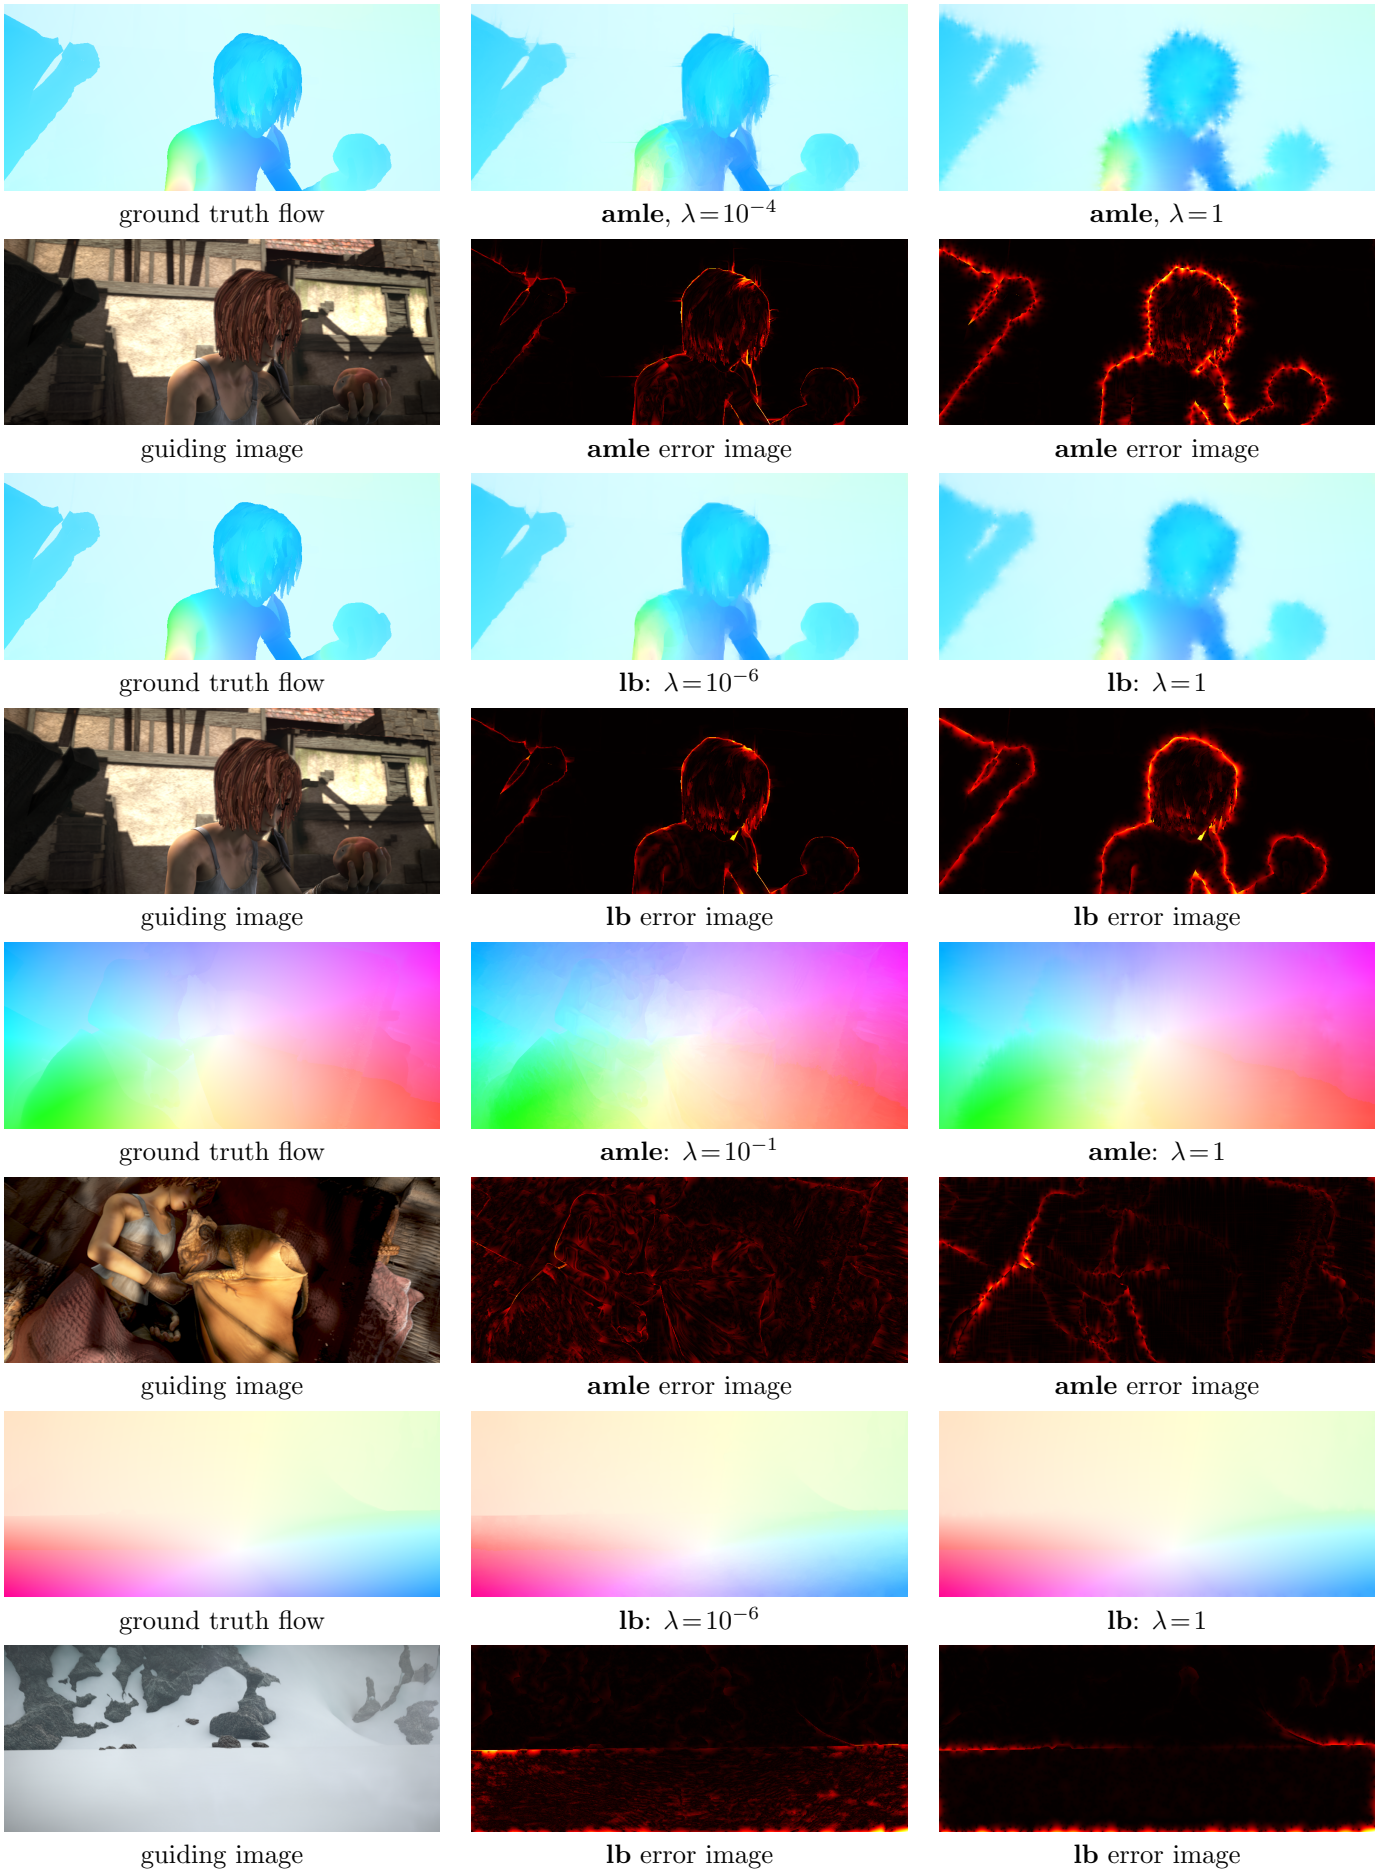 ground truth flow
amle, λ=10⁻⁴
amle, λ=1
guiding image
amle error image
amle error image
ground truth flow
lb: λ=10⁻⁶
lb: λ=1
guiding image
lb error image
lb error image
ground truth flow
amle: λ=10⁻¹
amle: λ=1
guiding image
amle error image
amle error image
ground truth flow
lb: λ=10⁻⁶
lb: λ=1
guiding image
lb error image
lb error image